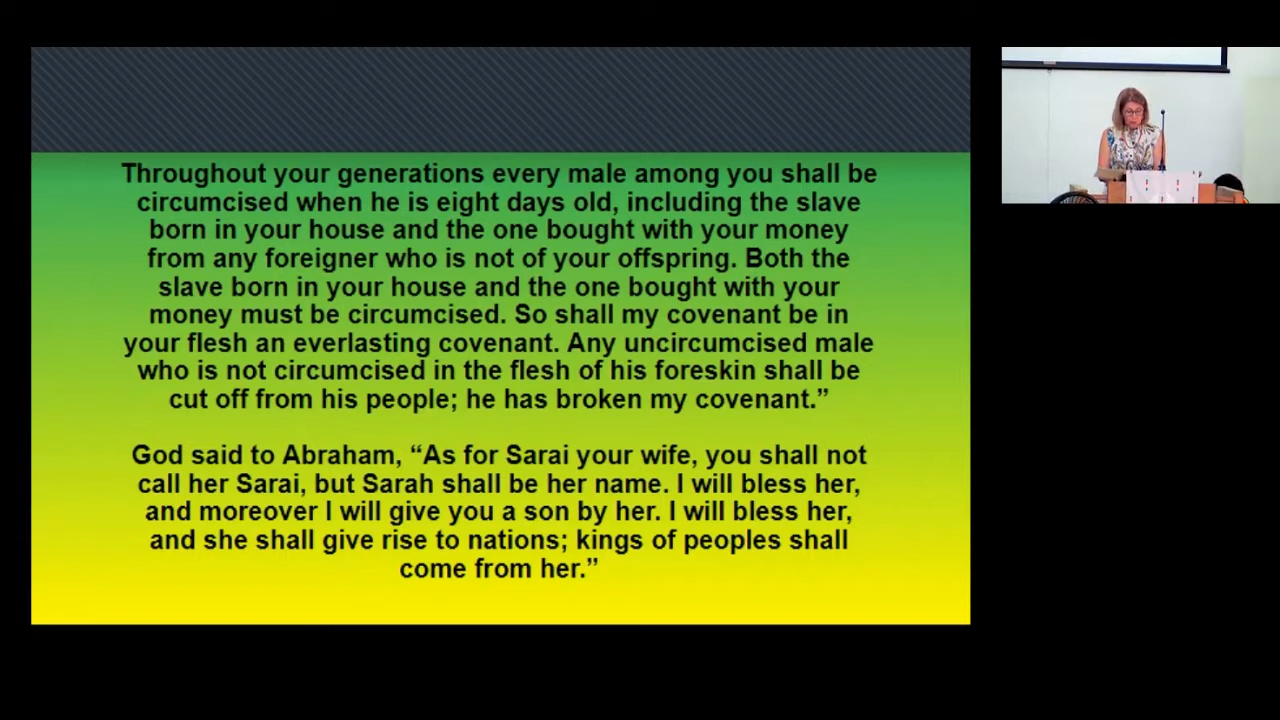 Throughout your generations every male among you shall be
circumcised when he is eight days old, including the slave
born in your house and the one bought with your money
from any foreigner who is not of your offspring. Both the
slave born in your house and the one bought with your
money must be circumcised. So shall my covenant be in
your flesh an everlasting covenant. Any uncircumcised male
who is not circumcised in the flesh of his foreskin shall be
cut off from his people; he has broken my covenant.”
God said to Abraham, “As for Sarai your wife, you shall not
call her Sarai, but Sarah shall be her name. I will bless her,
and moreover I will give you a son by her. I will bless her,
and she shall give rise to nations; kings of peoples shall
come from her.”